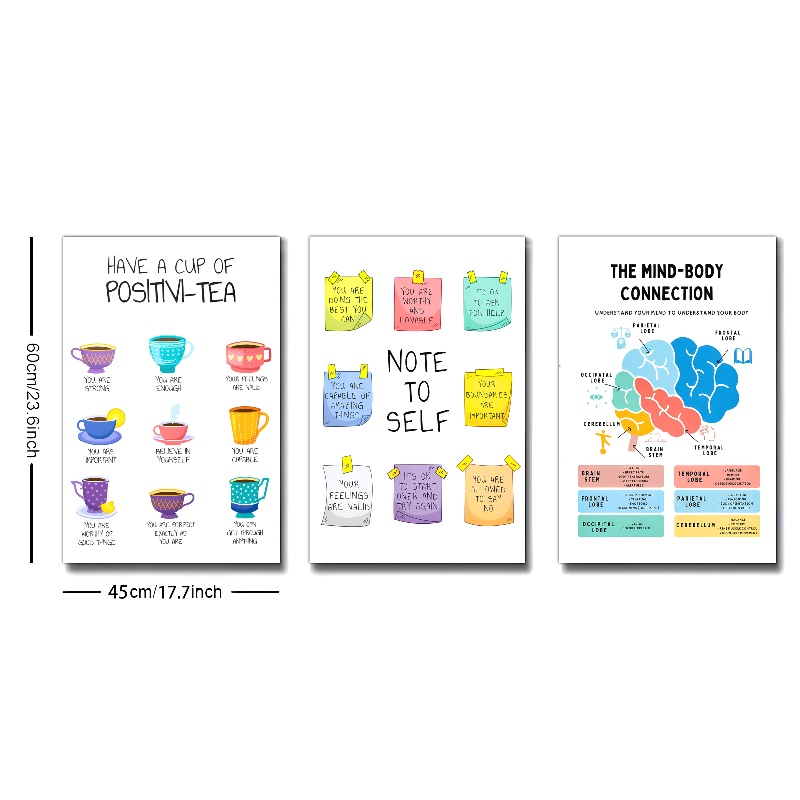 60cm/23.6inch
45cm/17.7inch
HAVE A CUP OF
POSITIVI-TEA
YOU ARE
STRONG
YOU ARE
ENOUGH
YOUR FEELINGS
ARE VALID
YOU ARE
IMPORTANT
BELIEVE IN
YOURSELF
YOU ARE
CAPABLE
YOU ARE
WORTHY OF
GOOD THINGS
YOU ARE PERFECT
EXACTLY AS
YOU ARE
YOU CAN
GET THROUGH
ANYTHING
YOU ARE
DOING THE
BEST YOU
CAN
YOU ARE
WORTHY
AND
LOVABLE
IT'S OK
TO ASK
FOR HELP
YOU ARE
CAPABLE OF
AMAZING
THINGS
NOTE
TO
SELF
YOUR
BOUNDARIES
ARE
IMPORTANT
YOUR
FEELINGS
ARE VALID
IT'S OK
TO START
OVER AND
TRY AGAIN
YOU ARE
ALLOWED
TO SAY
NO
THE MIND-BODY
CONNECTION
UNDERSTAND YOUR MIND TO UNDERSTAND YOUR BODY
PARIETAL
LOBE
FRONTAL
LOBE
OCCIPATAL
LOBE
CEREBELLUM
BRAIN
STEM
TEMPORAL
LOBE
BRAIN
STEM
TEMPORAL
LOBE
FRONTAL
LOBE
PARIETAL
LOBE
OCCIPITAL
LOBE
CEREBELLUM